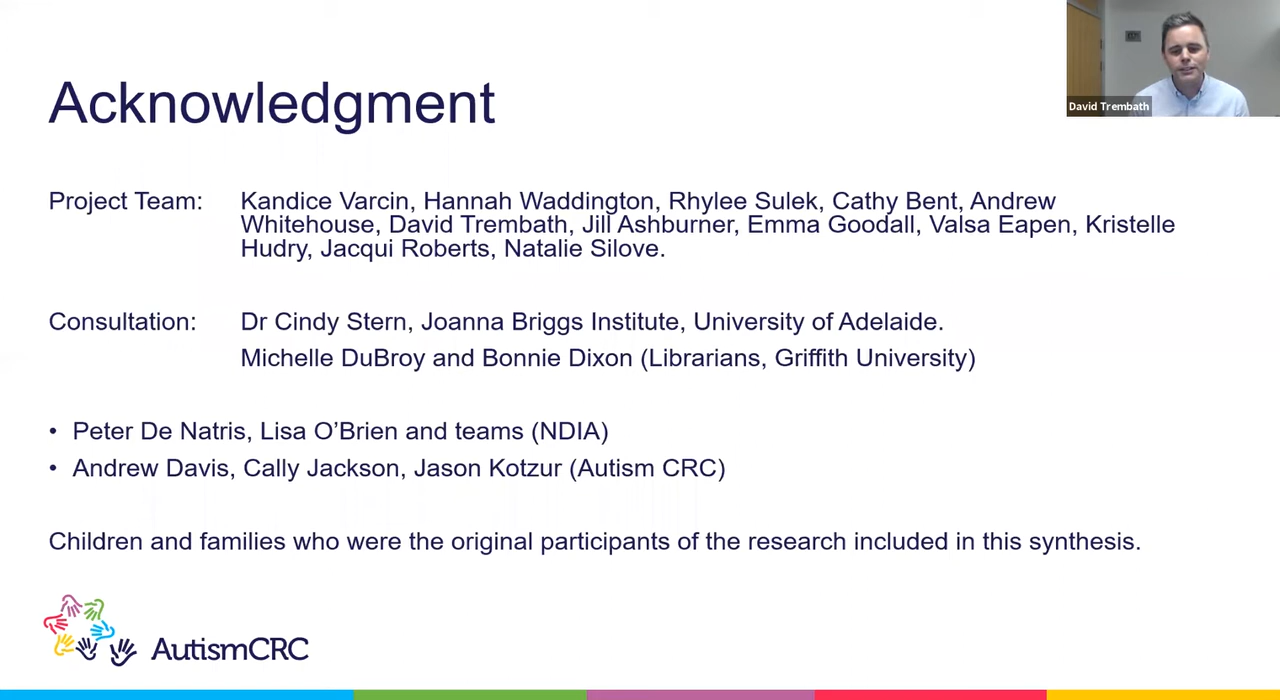 Acknowledgment
David Trembath
Project Team: Kandice Varcin, Hannah Waddington, Rhylee Sulek, Cathy Bent, Andrew
Whitehouse, David Trembath, Jill Ashburner, Emma Goodall, Valsa Eapen, Kristelle
Hudry, Jacqui Roberts, Natalie Silove.
Consultation: Dr Cindy Stern, Joanna Briggs Institute, University of Adelaide.
Michelle DuBroy and Bonnie Dixon (Librarians, Griffith University)
• Peter De Natris, Lisa O’Brien and teams (NDIA)
• Andrew Davis, Cally Jackson, Jason Kotzur (Autism CRC)
Children and families who were the original participants of the research included in this synthesis.
AutismCRC